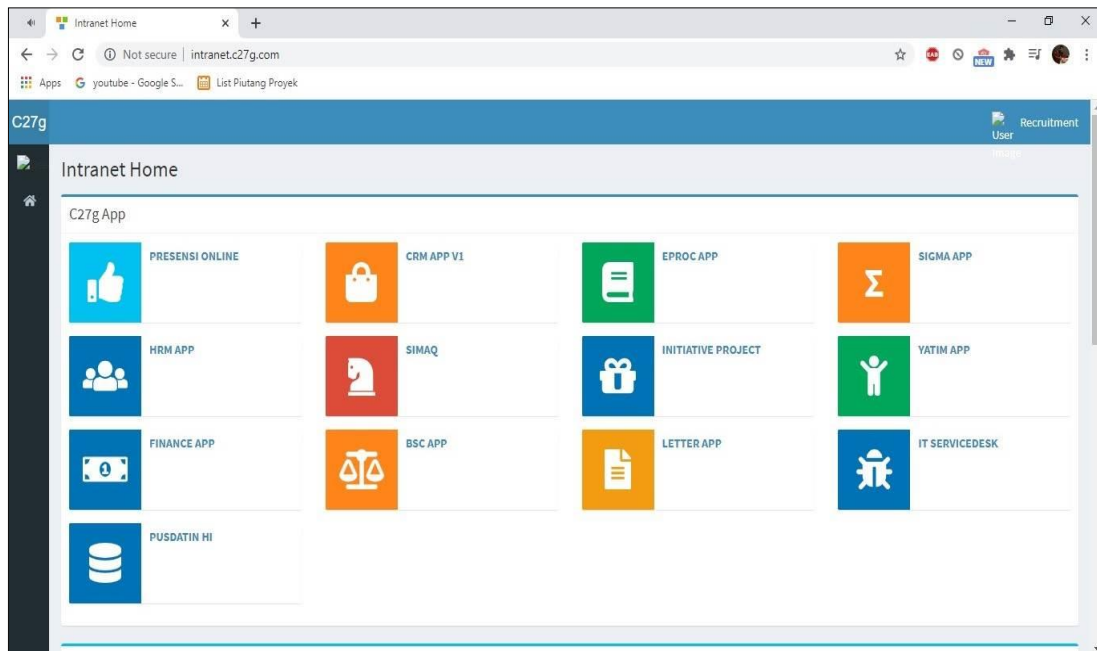 Intranet Home
Not secure | intranet.c27g.com
NEW
Apps
youtube - Google S...
List Piutang Proyek
C27g
User
Recruitment
Intranet Home
C27g App
PRESENSI ONLINE
CRM APP V1
EPROC APP
Σ
SIGMA APP
HRM APP
SIMAQ
INITIATIVE PROJECT
YATIM APP
1
FINANCE APP
BSC APP
LETTER APP
IT SERVICEDESK
PUSDATIN HI